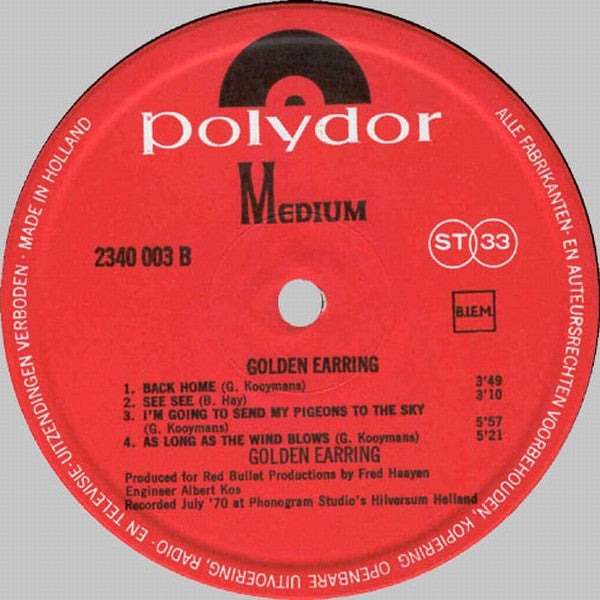 polydor
MEDIUM
2340 003 B
ST 33
B.I.E.M.
GOLDEN EARRING
1. BACK HOME (G. Kooymans) 3'49
2. SEE SEE (B. Hay) 3'10
3. I'M GOING TO SEND MY PIGEONS TO THE SKY
(G. Kooymans) 5'57
4. AS LONG AS THE WIND BLOWS (G. Kooymans) 5'21
GOLDEN EARRING
Produced for Red Bullet Productions by Fred Haayen
Engineer Albert Kos
Recorded July '70 at Phonogram Studio's Hilversum Holland
ALLE FABRIKANTEN- EN AUTEURSRECHTEN VOORBEHOUDEN, KOPIERING OPENBARE UITVOERING, RADIO- EN TELEVISIE-UITZENDINGEN VERBODEN · MADE IN HOLLAND